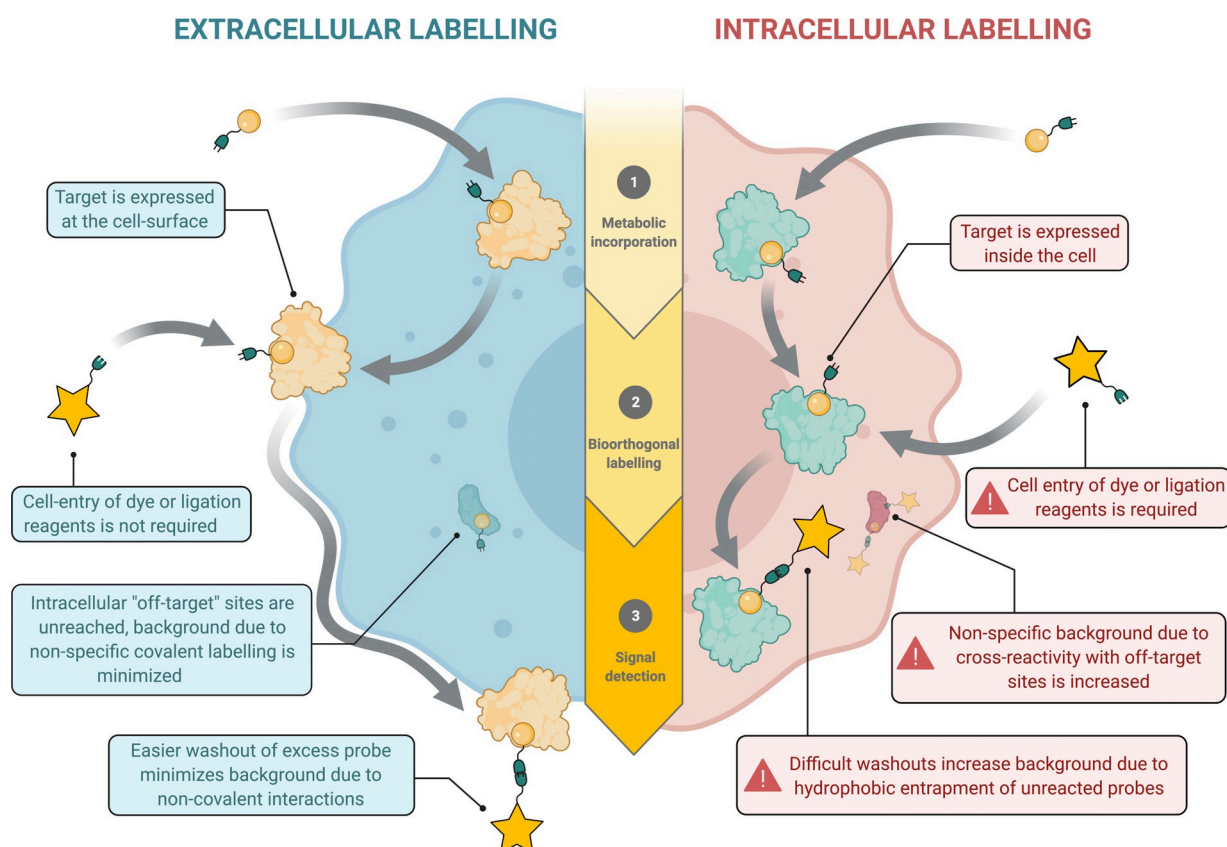 EXTRACELLULAR LABELLING
INTRACELLULAR LABELLING
Target is expressed
at the cell-surface
1
Metabolic
incorporation
Target is expressed
inside the cell
2
Bioorthogonal
labelling
Cell-entry of dye or ligation
reagents is not required
! Cell entry of dye or ligation
reagents is required
Intracellular "off-target" sites are
unreached, background due to
non-specific covalent labelling is
minimized
3
Signal
detection
! Non-specific background due to
cross-reactivity with off-target
sites is increased
Easier washout of excess probe
minimizes background due to
non-covalent interactions
! Difficult washouts increase background due to
hydrophobic entrapment of unreacted probes